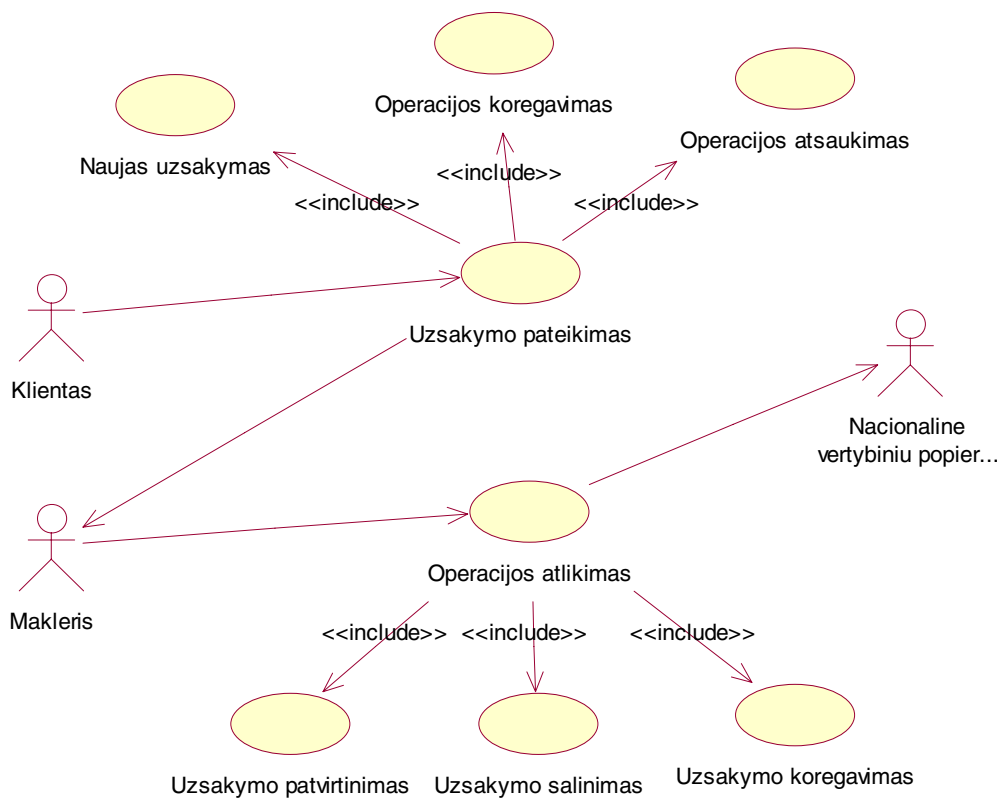 Operacijos koregavimas
Operacijos atsaukimas
Naujas uzsakymas
<<include>>
<<include>>
<<include>>
Uzsakymo pateikimas
Klientas
Nacionaline
vertybiniu popier...
Operacijos atlikimas
Makleris
<<include>>
<<include>>
<<include>>
Uzsakymo patvirtinimas
Uzsakymo salinimas
Uzsakymo koregavimas